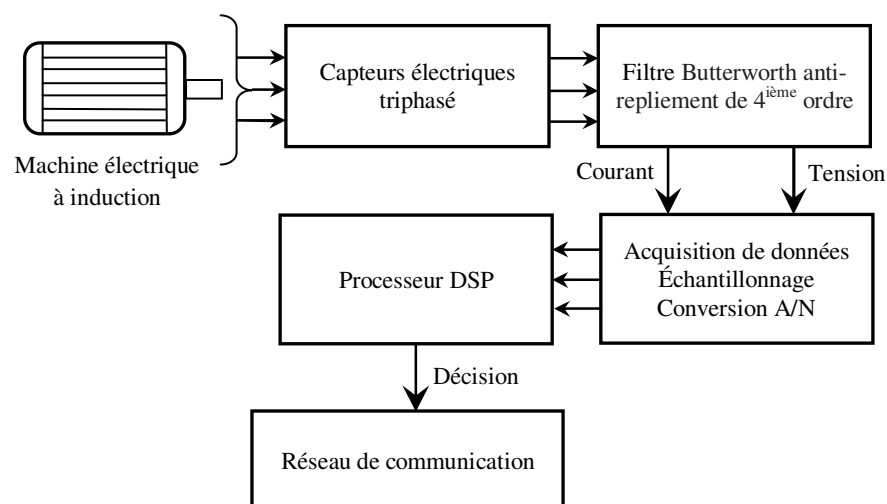 Capteurs électriques
triphasé
Filtre Butterworth anti-
repliement de 4ième ordre
Machine électrique
à induction
Courant
Tension
Processeur DSP
Acquisition de données
Échantillonnage
Conversion A/N
Décision
Réseau de communication